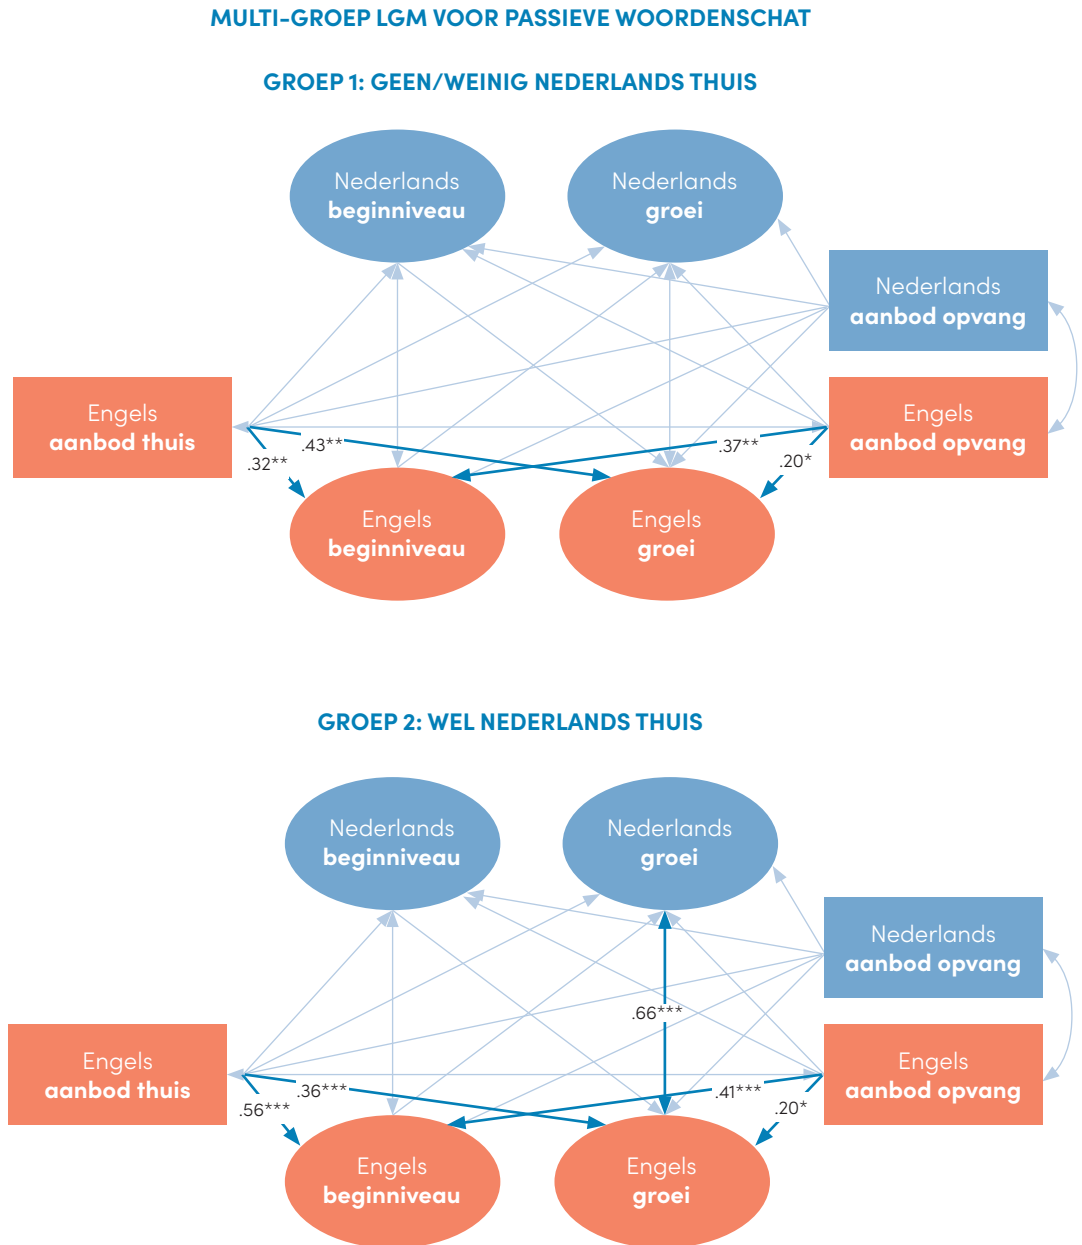 MULTI-GROEP LGM VOOR PASSIEVE WOORDENSCHAT
GROEP 1: GEEN/WEINIG NEDERLANDS THUIS
Nederlands
beginniveau
Nederlands
groei
Nederlands
aanbod opvang
Engels
aanbod thuis
Engels
aanbod opvang
.43**
.37**
.32**
.20*
Engels
beginniveau
Engels
groei
GROEP 2: WEL NEDERLANDS THUIS
Nederlands
beginniveau
Nederlands
groei
Nederlands
aanbod opvang
.66***
Engels
aanbod thuis
Engels
aanbod opvang
.36***
.41***
.56***
.20*
Engels
beginniveau
Engels
groei